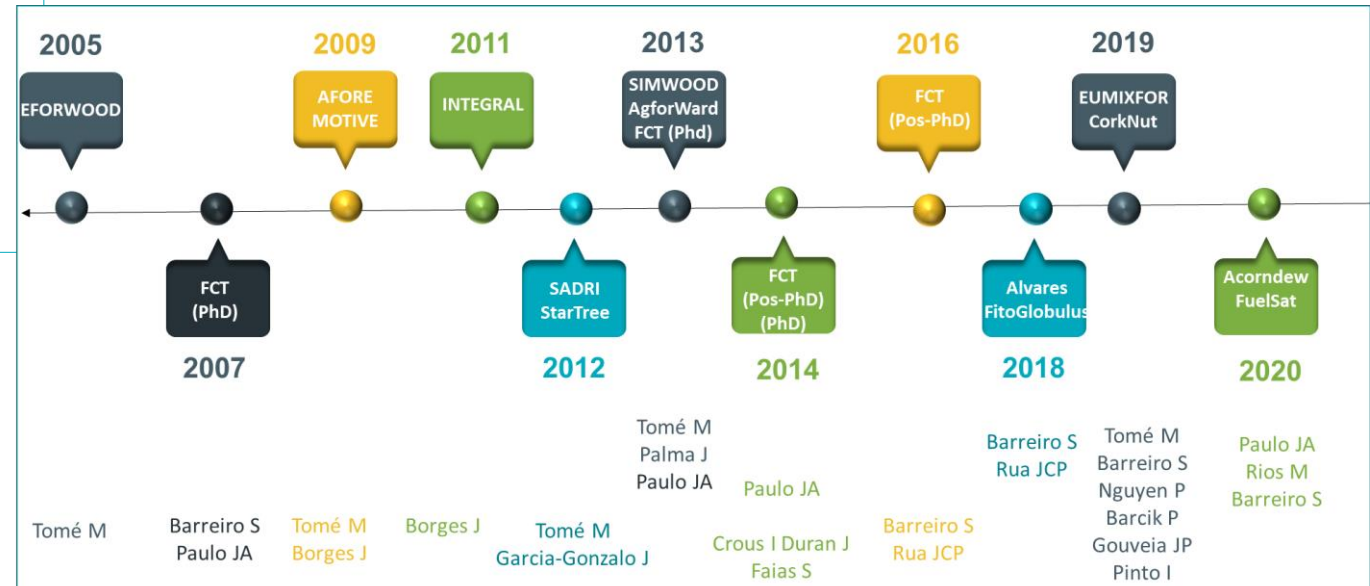 2005
2009
2011
2013
2016
2019
EFORWOOD
AFORE
MOTIVE
INTEGRAL
SIMWOOD
AgforWard
FCT (Phd)
FCT
(Pos-PhD)
EUMIXFOR
CorkNut
FCT
(PhD)
SADRI
StarTree
FCT
(Pos-PhD)
(PhD)
Alvares
FitoGlobulus
Acorndew
FuelSat
2007
2012
2014
2018
2020
Tomé M
Barreiro S
Paulo JA
Tomé M
Borges J
Borges J
Tomé M
Garcia-Gonzalo J
Tomé M
Palma J
Paulo JA
Paulo JA
Crous I Duran J
Faias S
Barreiro S
Rua JCP
Barreiro S
Rua JCP
Tomé M
Barreiro S
Nguyen P
Barcik P
Gouveia JP
Pinto I
Paulo JA
Rios M
Barreiro S